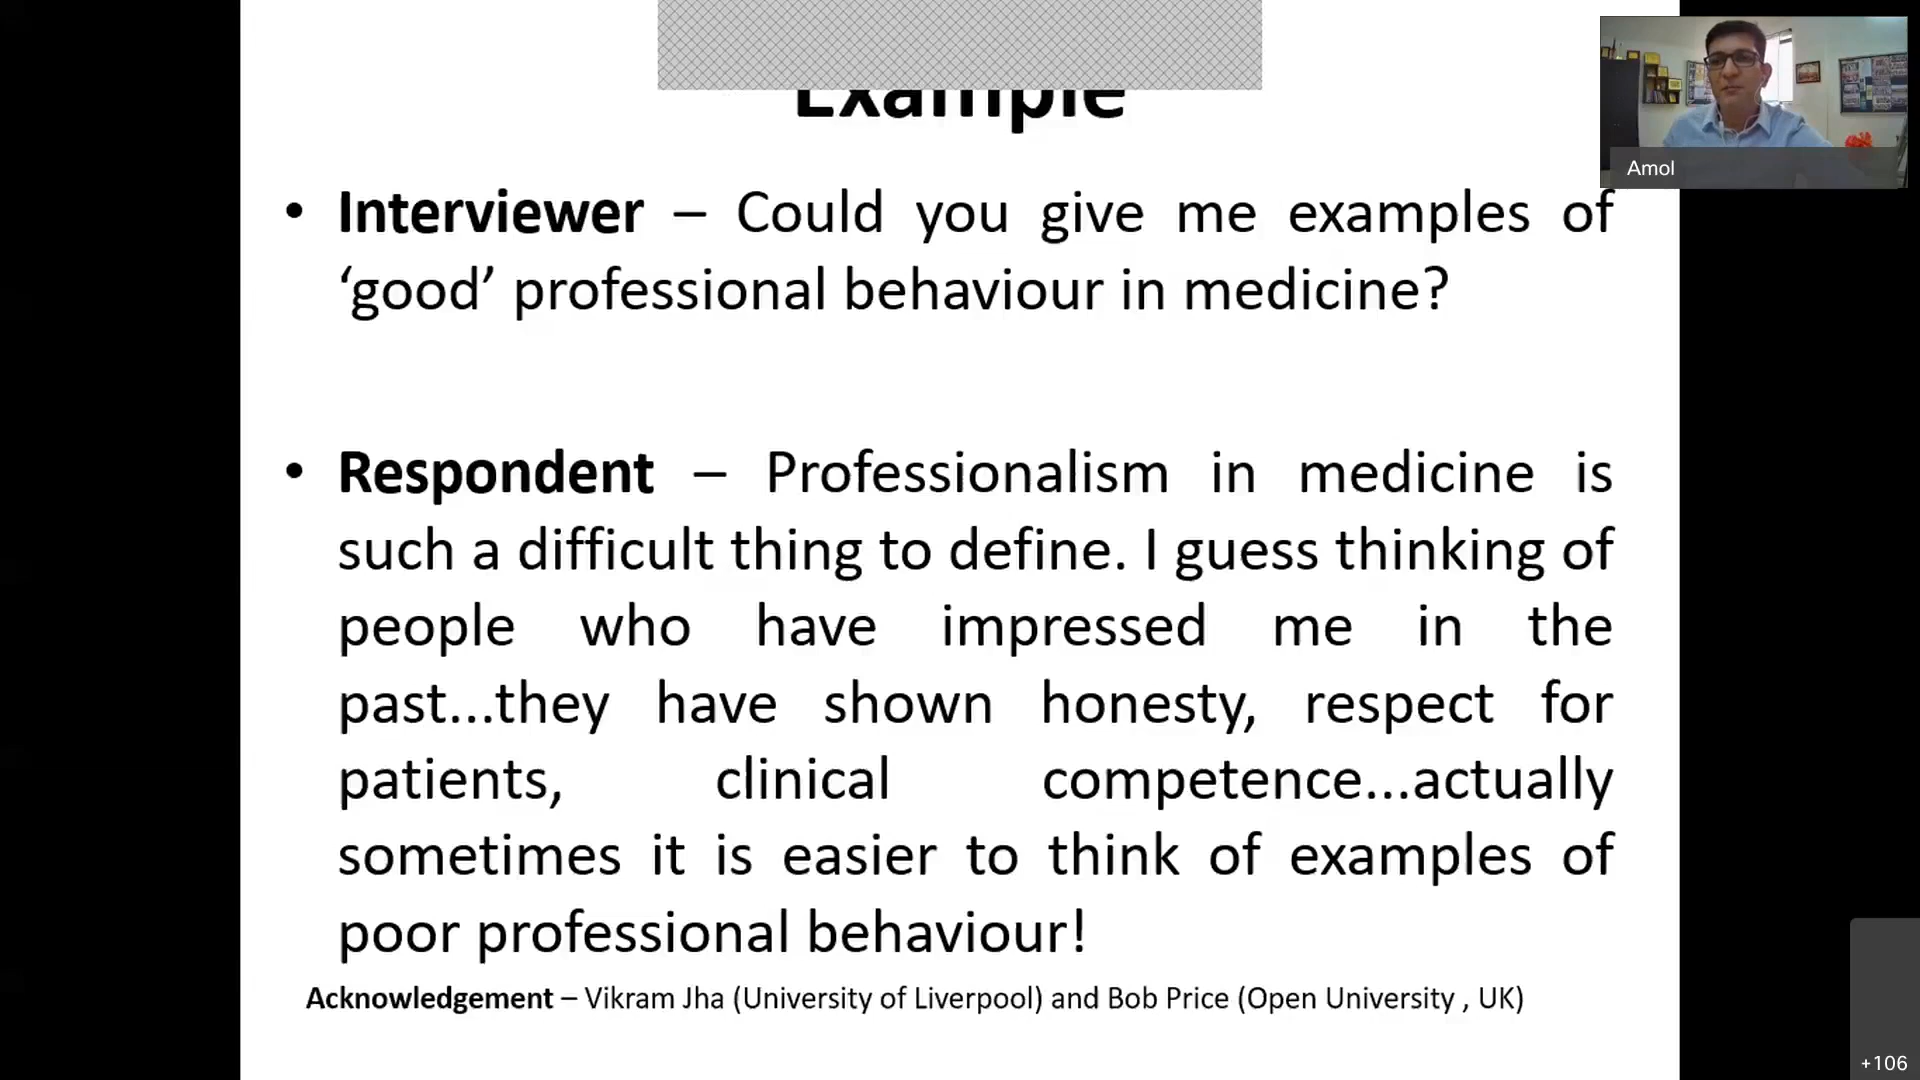 Example
Amol
• Interviewer – Could you give me examples of
‘good’ professional behaviour in medicine?
• Respondent – Professionalism in medicine is
such a difficult thing to define. I guess thinking of
people who have impressed me in the
past...they have shown honesty, respect for
patients, clinical competence...actually
sometimes it is easier to think of examples of
poor professional behaviour!
Acknowledgement – Vikram Jha (University of Liverpool) and Bob Price (Open University , UK)
+106